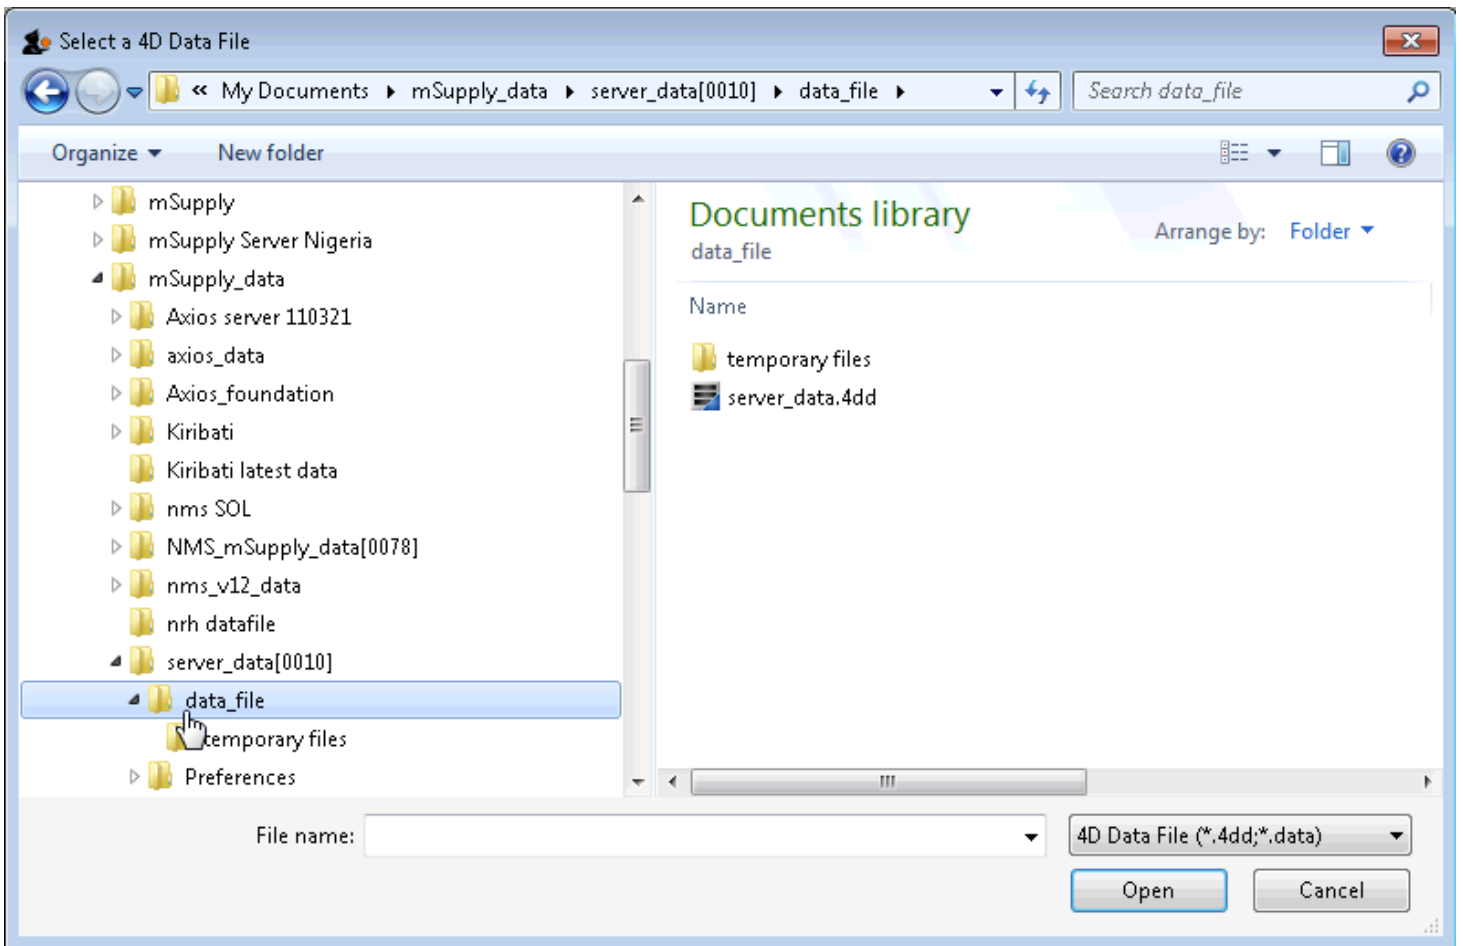 Select a 4D Data File
« My Documents mSupply_data server_data[0010] data_file
Search data_file
Organize New folder
mSupply
mSupply Server Nigeria
mSupply_data
Axios server 110321
axios_data
Axios_foundation
Kiribati
Kiribati latest data
nms SOL
NMS_mSupply_data[0078]
nms_v12_data
nrh datafile
server_data[0010]
data_file
temporary files
Preferences
Documents library
data_file
Arrange by: Folder
Name
temporary files
server_data.4dd
File name:
4D Data File (*.4dd;*.data)
Open Cancel